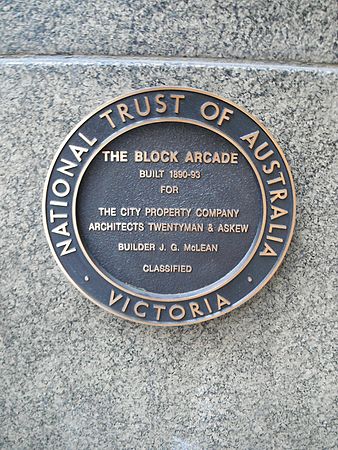 NATIONAL TRUST OF AUSTRALIA
THE BLOCK ARCADE
BUILT 1890-93
FOR
THE CITY PROPERTY COMPANY
ARCHITECTS TWENTYMAN & ASKEW
BUILDER J. G. McLEAN
CLASSIFIED
· VICTORIA ·